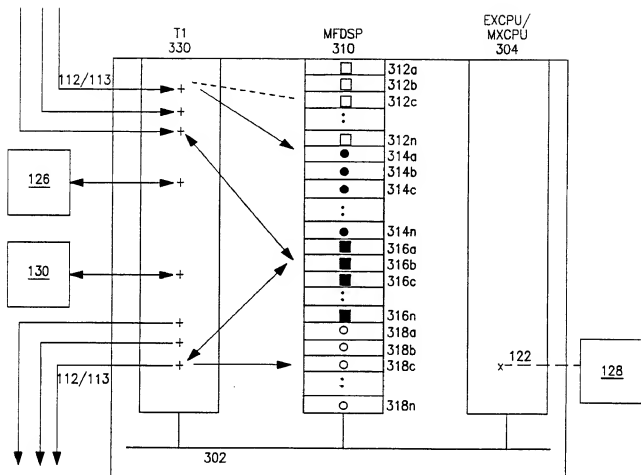 T1
330
MFDSP
310
EXCPU/
MXCPU
304
112/113
312a
312b
312c
312n
314a
314b
314c
314n
316a
316b
316c
316n
318a
318b
318c
318n
126
130
112/113
122
128
302